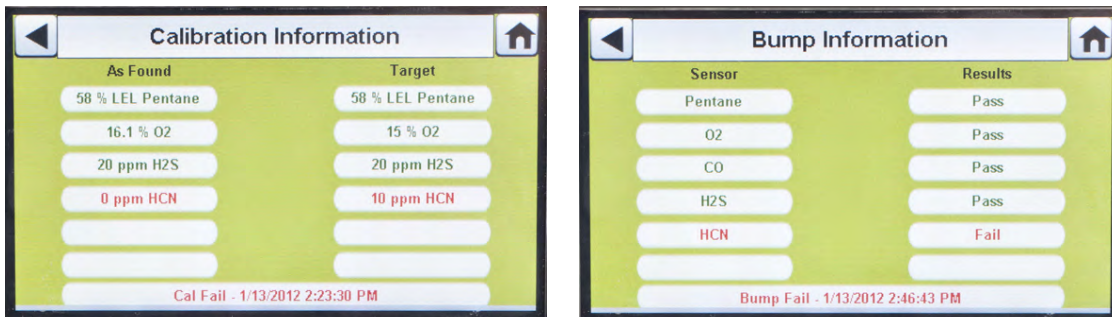 Calibration Information
As Found Target
58 % LEL Pentane 58 % LEL Pentane
16.1 % O2 15 % O2
20 ppm H2S 20 ppm H2S
0 ppm HCN 10 ppm HCN
Cal Fail - 1/13/2012 2:23:30 PM
Bump Information
Sensor Results
Pentane Pass
O2 Pass
CO Pass
H2S Pass
HCN Fail
Bump Fail - 1/13/2012 2:46:43 PM